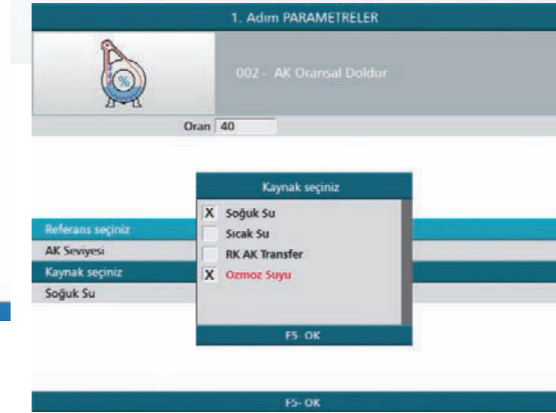 1. Adım PARAMETRELER
%
002 - AK Oransal Doldur
Oran 40
Kaynak seçiniz
X Soğuk Su
Sıcak Su
RK AK Transfer
X Ozmoz Suyu
F5- OK
Referans seçiniz
AK Seviyesi
Kaynak seçiniz
Soğuk Su
F5- OK